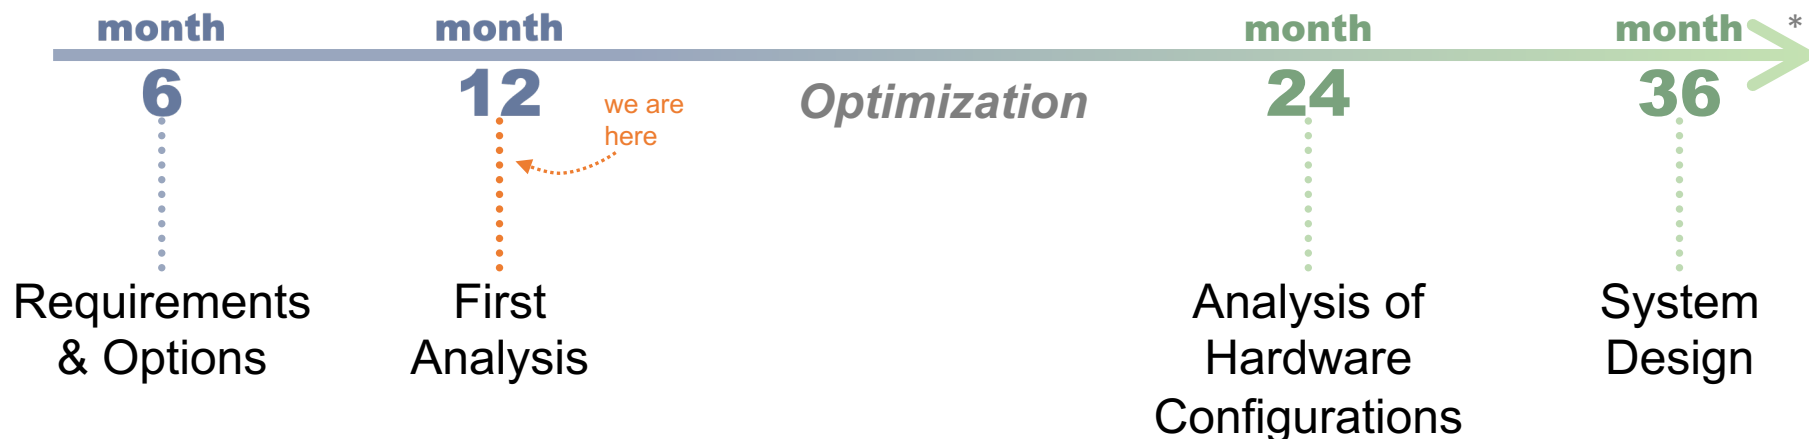 month month month month *
6 12 24 36
Optimization
we are
here
Requirements
& Options
First
Analysis
Analysis of
Hardware
Configurations
System
Design